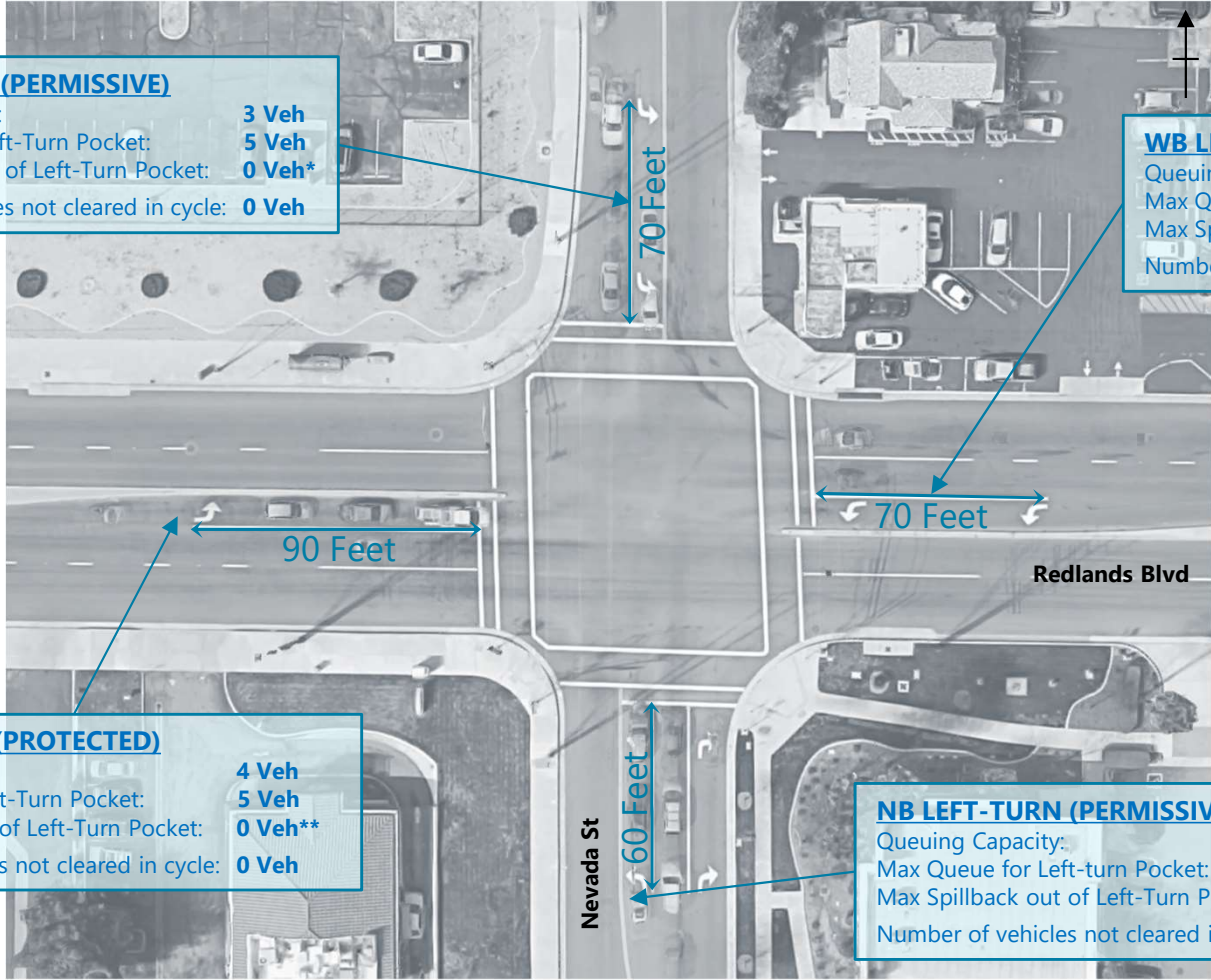 (PERMISSIVE)
3 Veh
ft-Turn Pocket: 5 Veh
of Left-Turn Pocket: 0 Veh*
es not cleared in cycle: 0 Veh
70 Feet
WB L
Queuin
Max Q
Max Sp
Numbe
90 Feet
70 Feet
Redlands Blvd
(PROTECTED)
4 Veh
t-Turn Pocket: 5 Veh
of Left-Turn Pocket: 0 Veh**
s not cleared in cycle: 0 Veh
60 Feet
Nevada St
NB LEFT-TURN (PERMISSIV
Queuing Capacity:
Max Queue for Left-turn Pocket:
Max Spillback out of Left-Turn P
Number of vehicles not cleared i